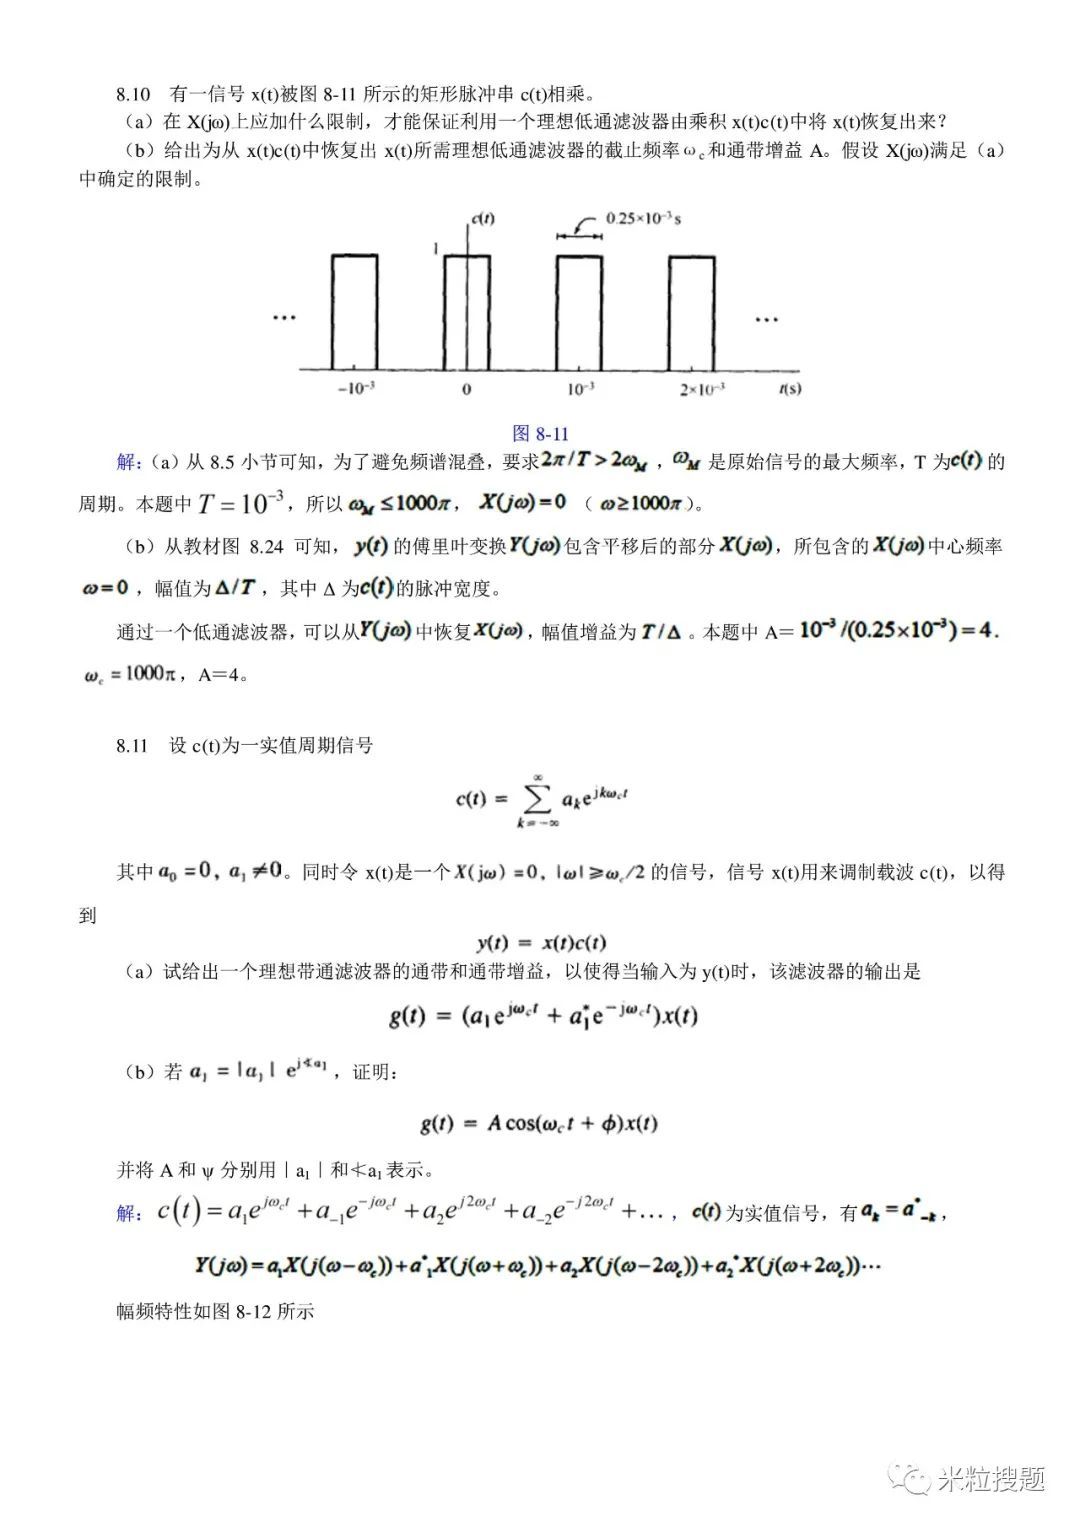 8.10 有一信号 x(t)被图 8-11 所示的矩形脉冲串 c(t)相乘。
（a）在 X(jω)上应加什么限制，才能保证利用一个理想低通滤波器由乘积 x(t)c(t)中将 x(t)恢复出来？
（b）给出为从 x(t)c(t)中恢复出 x(t)所需理想低通滤波器的截止频率ω_c和通带增益 A。假设 X(jω)满足（a）
中确定的限制。
c(t)
0.25×10⁻³s
1
… …
−10⁻³ 0 10⁻³ 2×10⁻³ t(s)
图 8-11
解：（a）从 8.5 小节可知，为了避免频谱混叠，要求2π/T＞2ω_M，ω_M 是原始信号的最大频率，T 为c(t) 的
周期。本题中 T = 10⁻³，所以 ω_M ≤1000π， X(jω)=0 （ ω≥1000π）。
（b）从教材图 8.24 可知， y(t) 的傅里叶变换Y(jω)包含平移后的部分X(jω)，所包含的 X(jω)中心频率
ω=0 ，幅值为Δ/T ，其中 Δ 为c(t)的脉冲宽度。
通过一个低通滤波器，可以从Y(jω)中恢复X(jω)，幅值增益为 T/Δ 。本题中 A＝ 10⁻³/(0.25×10⁻³)=4.
ω_c = 1000π，A＝4。
8.11 设 c(t)为一实值周期信号
c(t) = ∑_{k=−∞}^{∞} a_k e^{jkω_c t}
其中 a₀ =0, a₁ ≠0。同时令 x(t)是一个 X(jω) =0, |ω|≥ω_c/2 的信号，信号 x(t)用来调制载波 c(t)，以得
到
y(t) = x(t)c(t)
（a）试给出一个理想带通滤波器的通带和通带增益，以使得当输入为 y(t)时，该滤波器的输出是
g(t) = (a₁e^{jω_c t} + a₁*e^{−jω_c t})x(t)
（b）若 a₁ = |a₁| e^{j∢a₁}，证明：
g(t) = A cos(ω_c t + ϕ)x(t)
并将 A 和 ψ 分别用｜a₁｜和∢a₁ 表示。
解： c(t) = a₁e^{jω_c t} + a₋₁e^{−jω_c t} + a₂e^{j2ω_c t} + a₋₂e^{−j2ω_c t} + …，c(t) 为实值信号，有a_k = a*₋k，
Y(jω)=a₁X(j(ω−ω_c))+a*₁X(j(ω+ω_c))+a₂X(j(ω−2ω_c))+a₂*X(j(ω+2ω_c))⋯
幅频特性如图 8-12 所示
米粒搜题